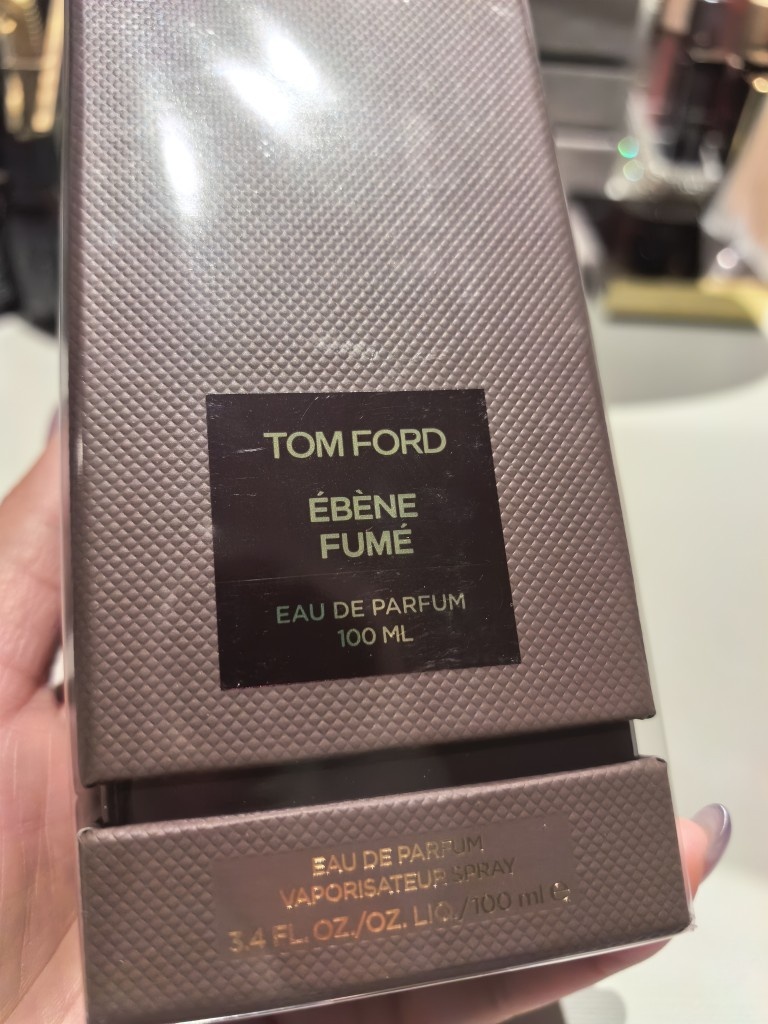 TOM FORD
ÉBÈNE
FUMÉ
EAU DE PARFUM
100 ML
EAU DE PARFUM
VAPORISATEUR SPRAY
3.4 FL. OZ./OZ. LIQ./100 ml ℮